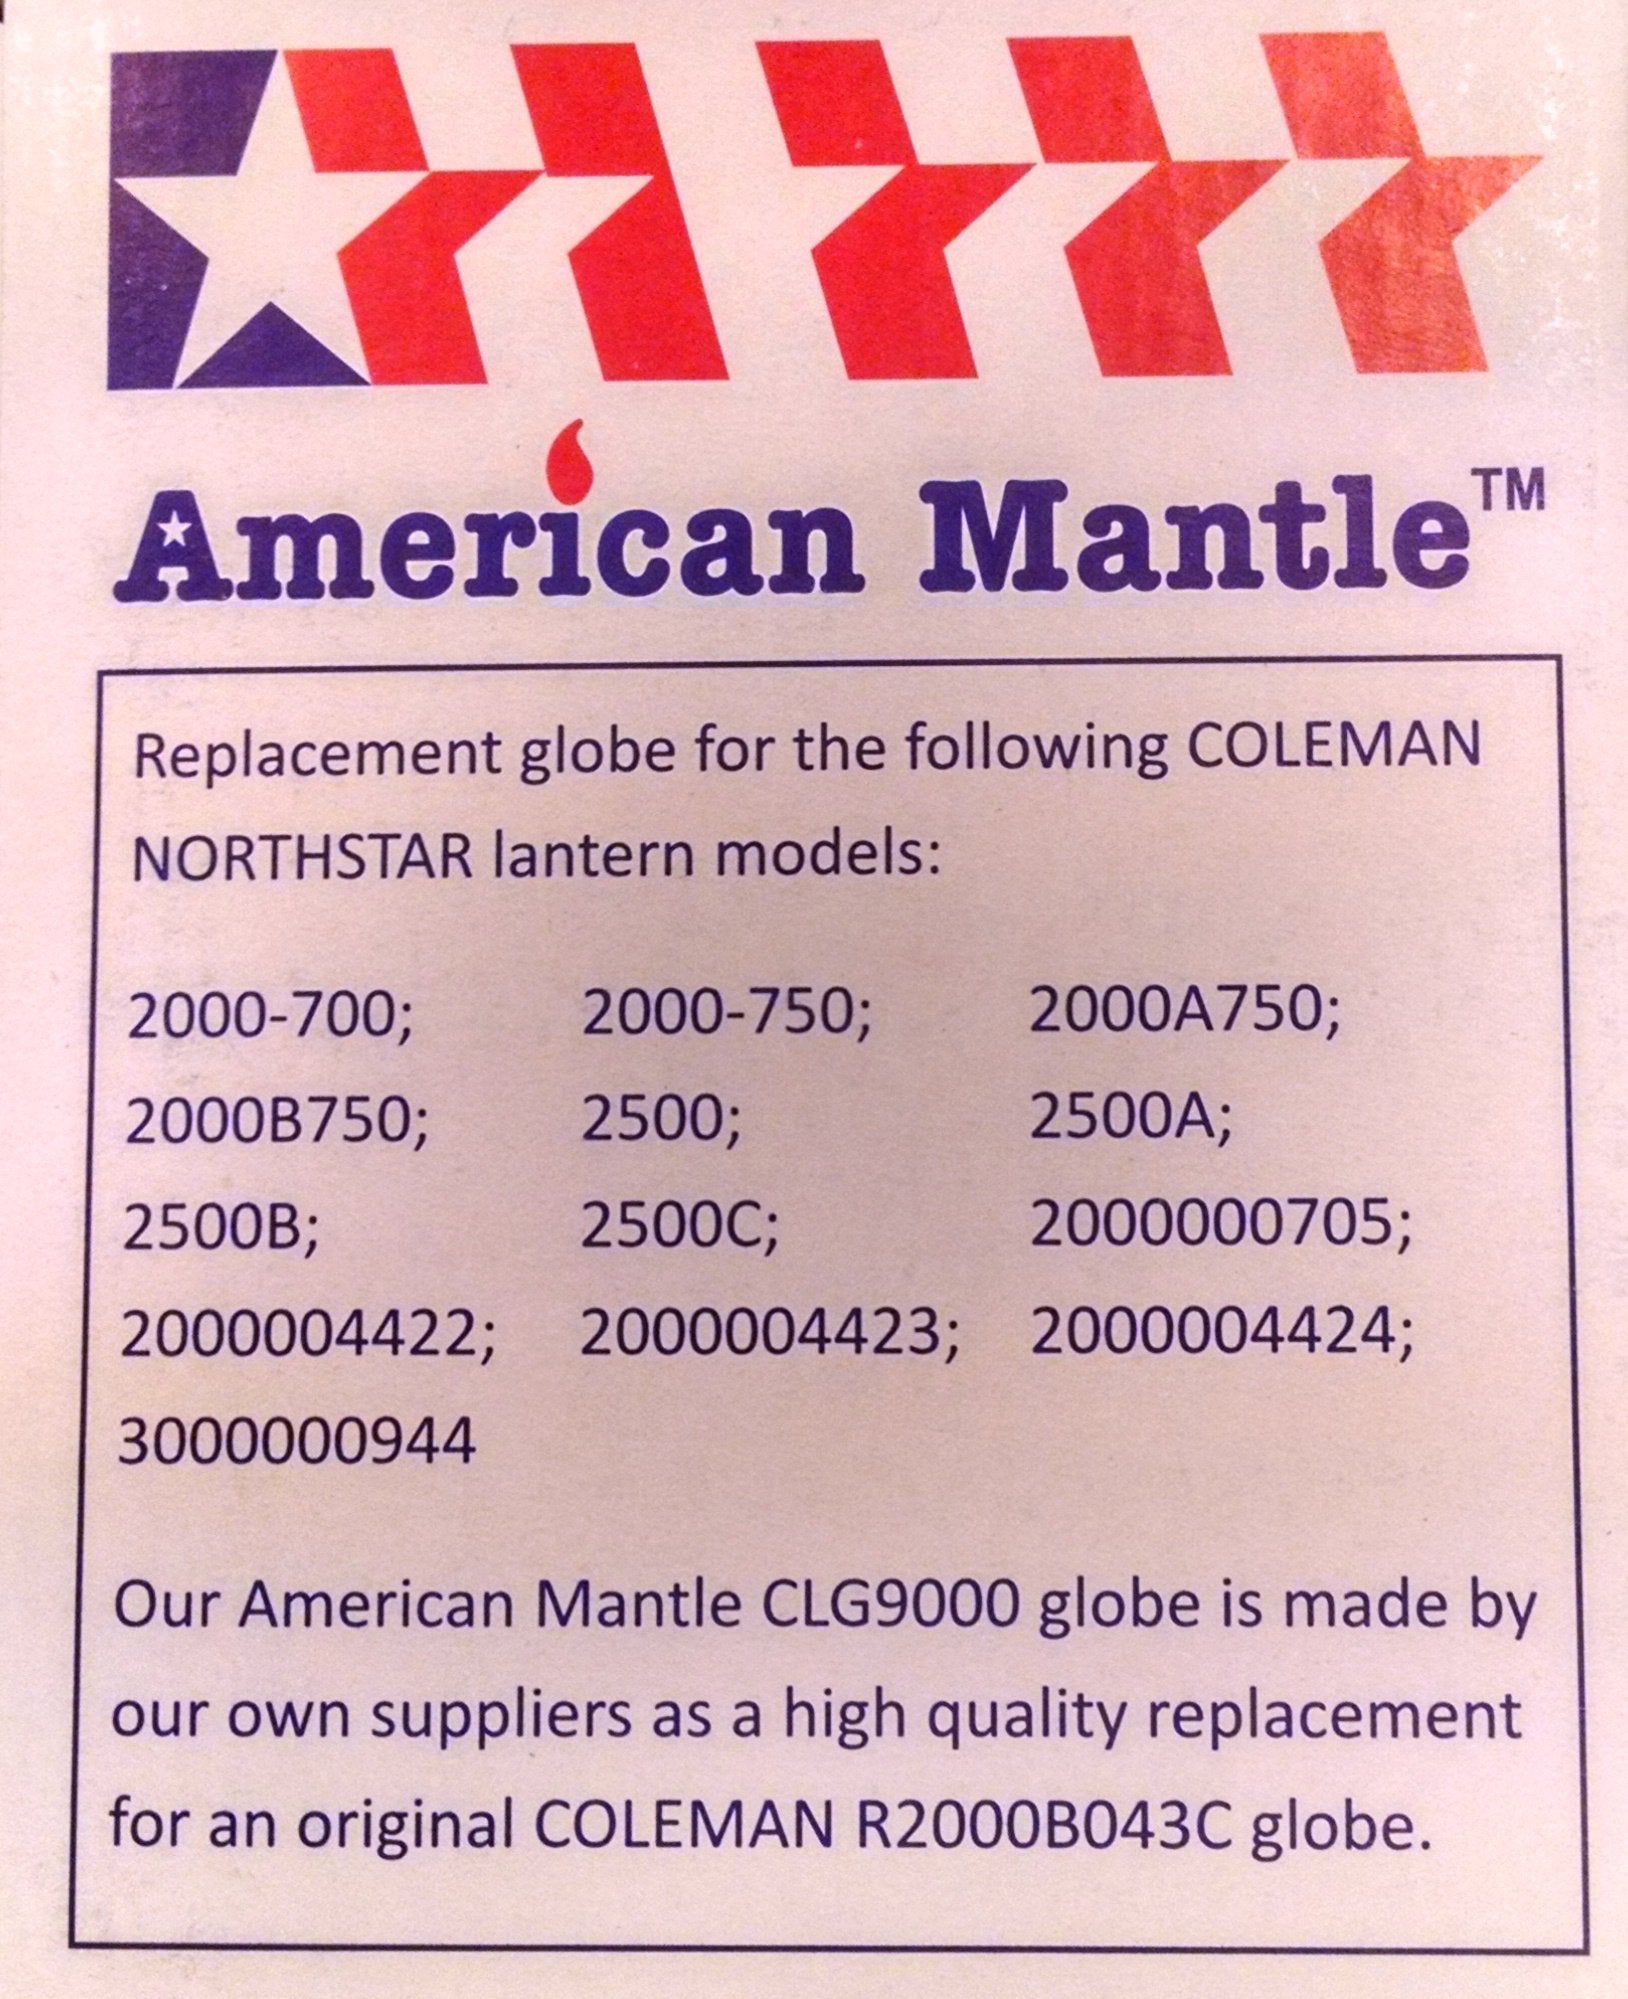 American Mantle™
Replacement globe for the following COLEMAN
NORTHSTAR lantern models:
2000-700; 2000-750; 2000A750;
2000B750; 2500; 2500A;
2500B; 2500C; 2000000705;
2000004422; 2000004423; 2000004424;
3000000944
Our American Mantle CLG9000 globe is made by
our own suppliers as a high quality replacement
for an original COLEMAN R2000B043C globe.